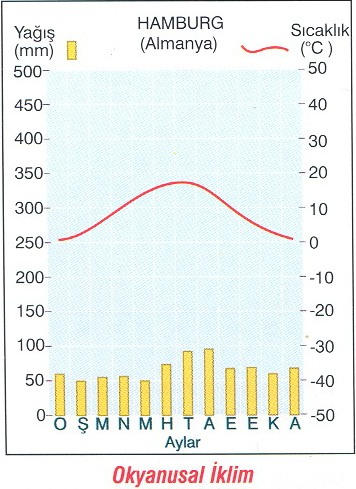 HAMBURG
(Almanya)
Yağış
(mm)
Sıcaklık
(°C)
500
450
400
350
300
250
200
150
100
50
0
50
40
30
20
10
0
-10
-20
-30
-40
-50
O Ş M N M H T A E E K A
Aylar
Okyanusal İklim